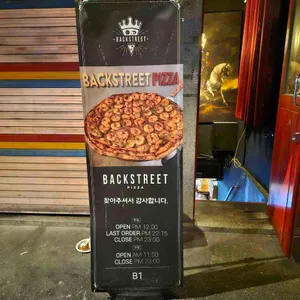 BACKSTREET
BACKSTREET PIZZA
BACKSTREET
PIZZA
찾아주셔서 감사합니다.
OPEN PM 12:00
LAST ORDER PM 22:15
CLOSE PM 23:00
OPEN AM 11:00
CLOSE PM 23:00
B1